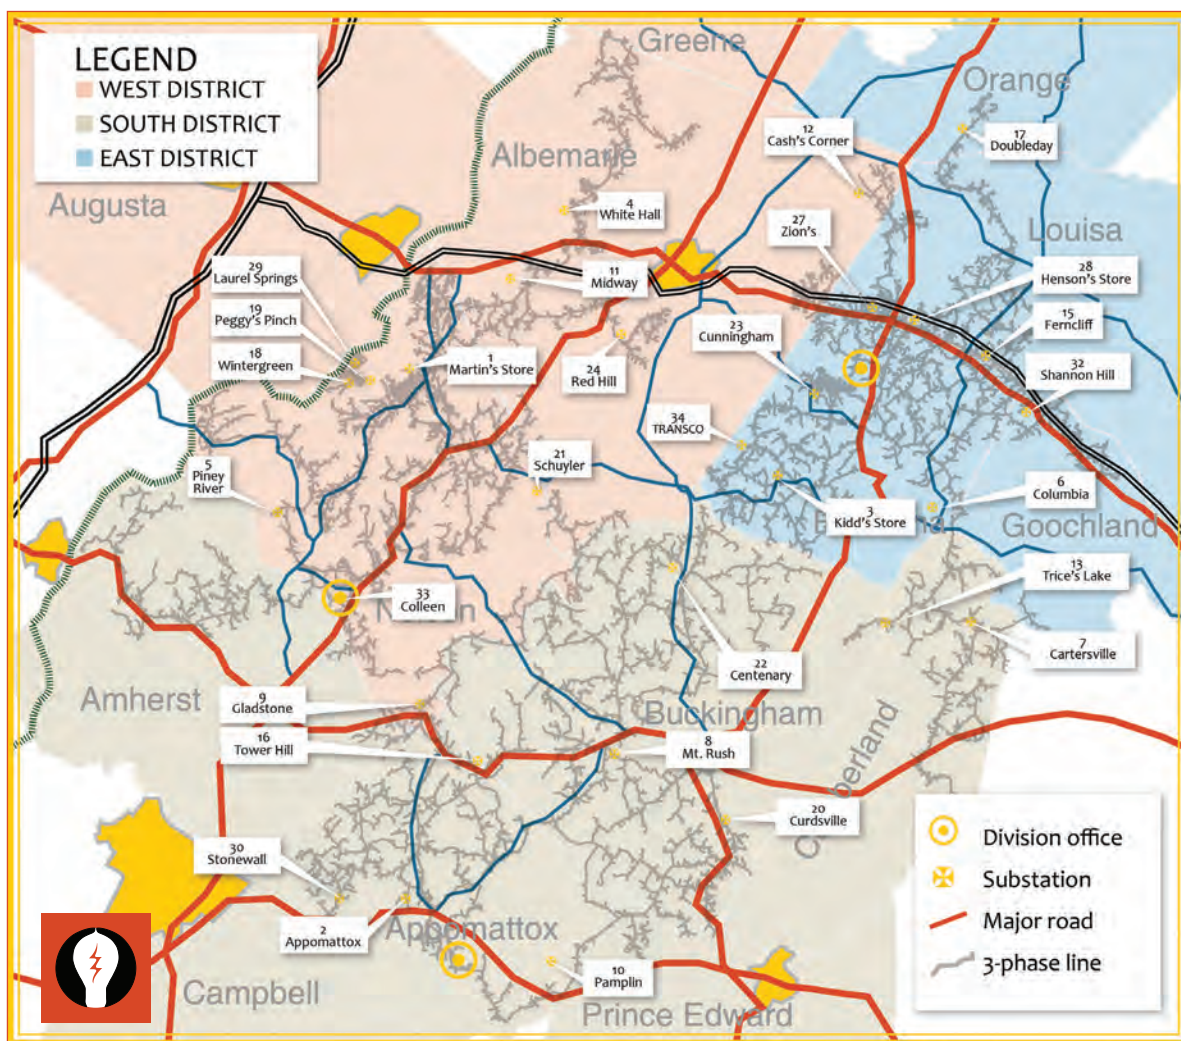 LEGEND
WEST DISTRICT
SOUTH DISTRICT
EAST DISTRICT
Greene
Orange
Albemarle
Augusta
Louisa
12
Cash's Corner
17
Doubleday
4
White Hall
27
Zion's
29
Laurel Springs
11
Midway
28
Henson's Store
19
Peggy's Pinch
15
Ferncliff
23
Cunningham
18
Wintergreen
1
Martin's Store
24
Red Hill
32
Shannon Hill
34
TRANSCO
21
Schuyler
5
Piney
River
6
Columbia
3
Kidd's Store
Goochland
13
Trice's Lake
33
Colleen
7
Cartersville
22
Centenary
Amherst
9
Gladstone
Buckingham
16
Tower Hill
8
Mt. Rush
20
Curdsville
30
Stonewall
2
Appomattox
Appomattox
10
Pamplin
Campbell
Prince Edward
Division office
Substation
Major road
3-phase line